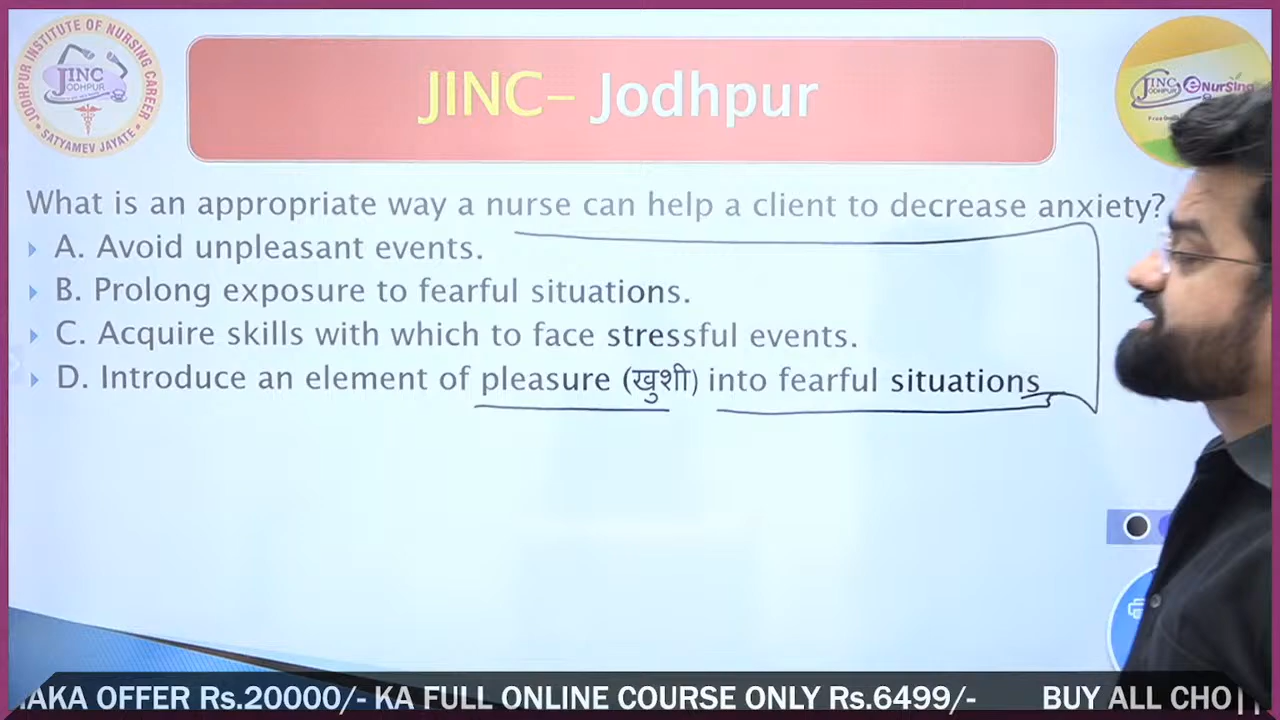 JODHPUR INSTITUTE OF NURSING CAREER
JINC
JODHPUR
SATYAMEV JAYATE
JINC– Jodhpur
JINC
JODHPUR
eNursing
What is an appropriate way a nurse can help a client to decrease anxiety?
A. Avoid unpleasant events.
B. Prolong exposure to fearful situations.
C. Acquire skills with which to face stressful events.
D. Introduce an element of pleasure (खुशी) into fearful situations
AKA OFFER Rs.20000/- KA FULL ONLINE COURSE ONLY Rs.6499/- BUY ALL CHO||